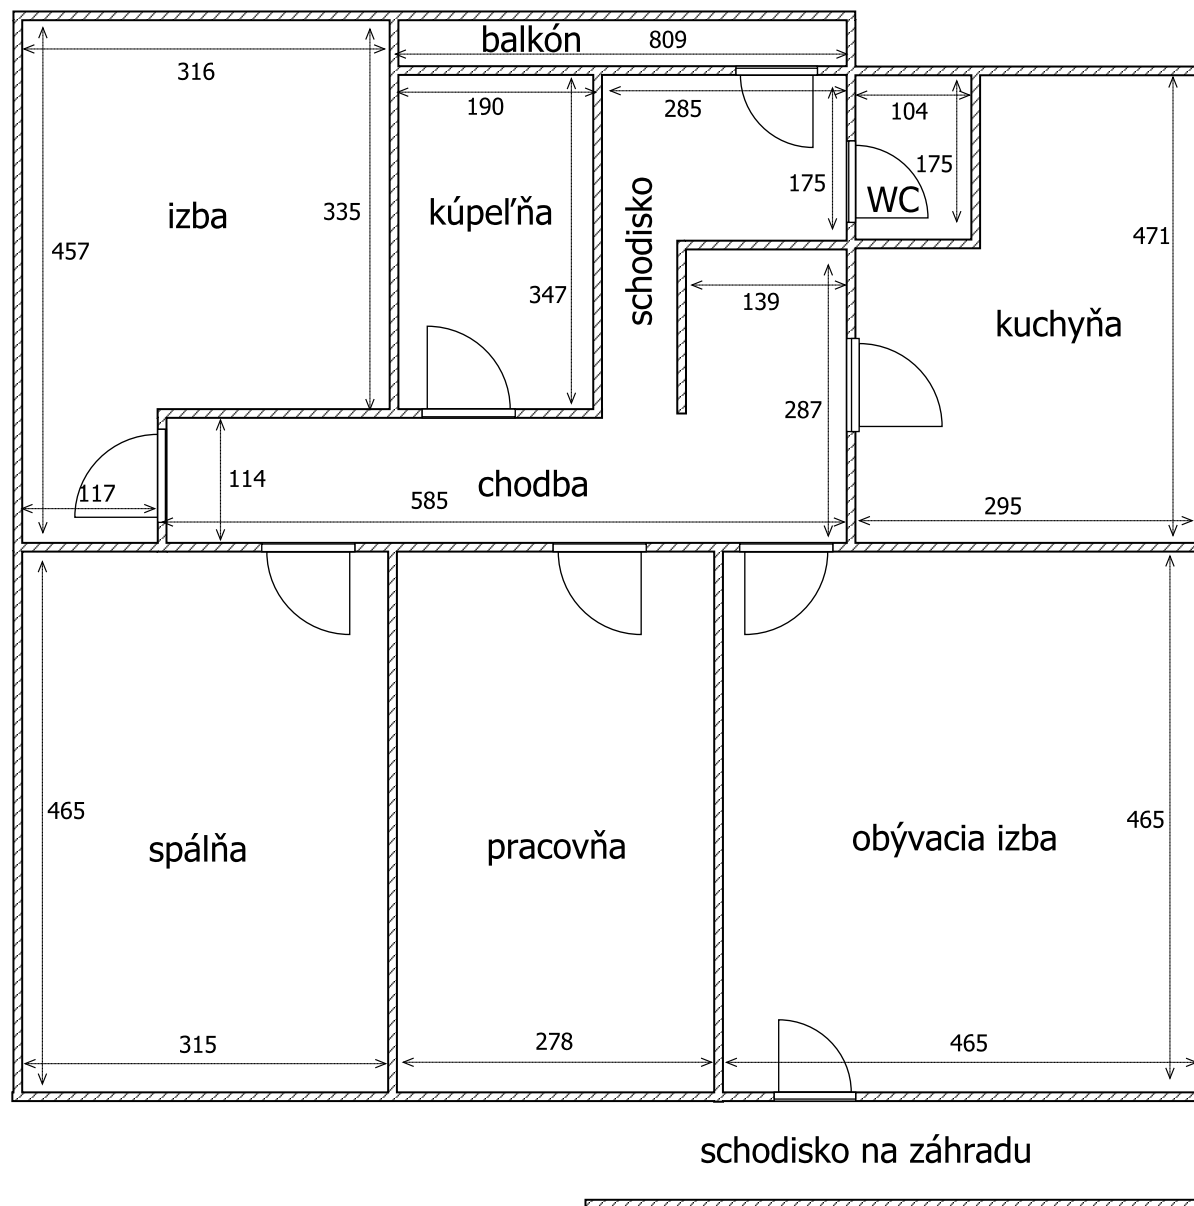 balkón
809
316
190
285
104
175
175
izba
335
kúpeľňa
schodisko
WC
457
471
347
139
kuchyňa
287
117
114
585
chodba
295
465
spálňa
pracovňa
obývacia izba
465
315
278
465
schodisko na záhradu